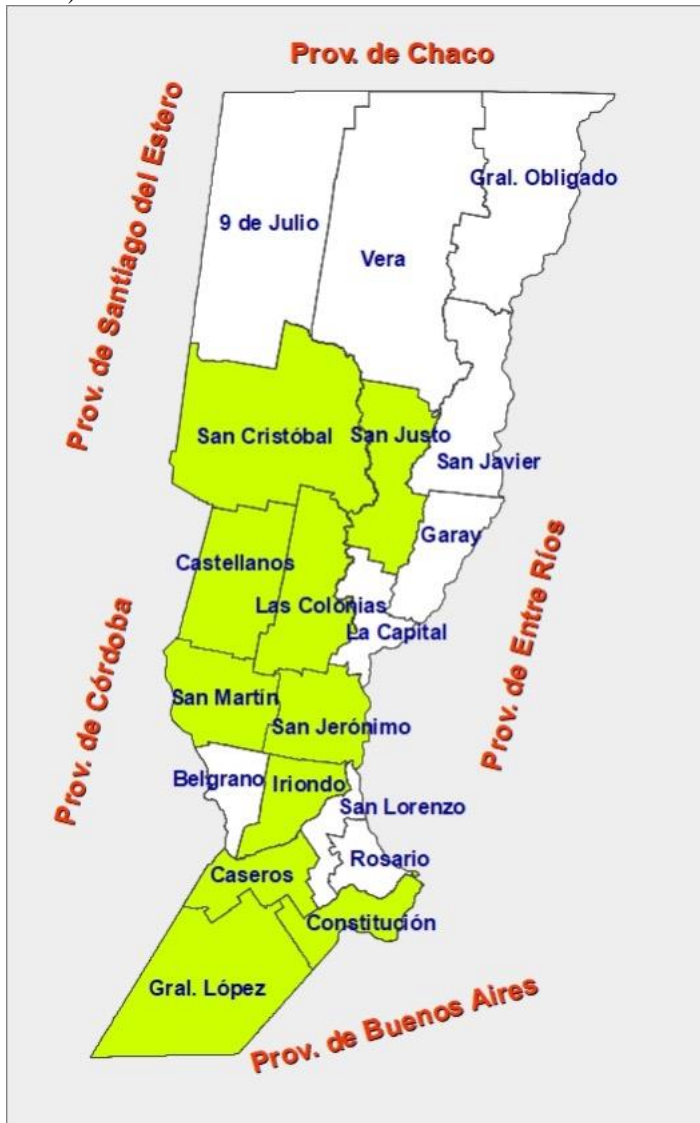 Prov. de Chaco
Prov. de Santiago del Estero
Gral. Obligado
9 de Julio
Vera
San Cristóbal
San Justo
San Javier
Garay
Castellanos
Las Colonias
La Capital
Prov. de Entre Ríos
Prov. de Córdoba
San Martín
San Jerónimo
Belgrano
Iriondo
San Lorenzo
Rosario
Caseros
Constitución
Gral. López
Prov. de Buenos Aires